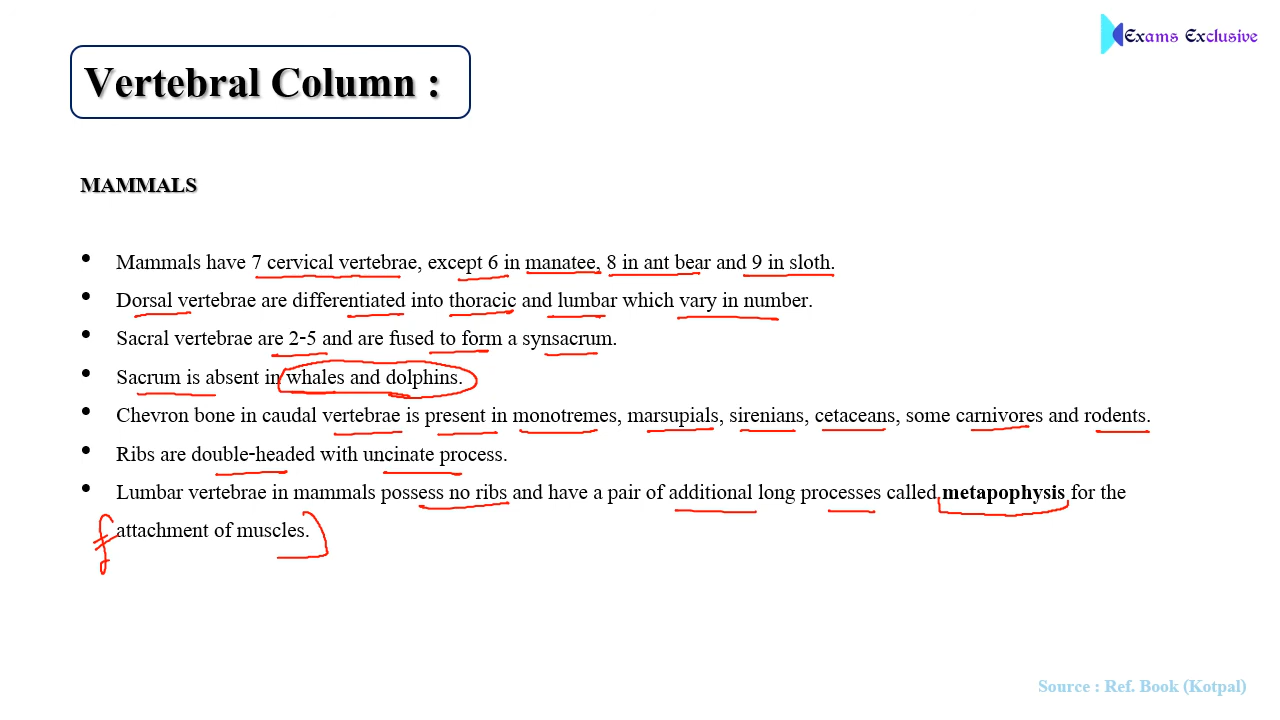 Exams Exclusive
Vertebral Column :
MAMMALS
• Mammals have 7 cervical vertebrae, except 6 in manatee, 8 in ant bear and 9 in sloth.
• Dorsal vertebrae are differentiated into thoracic and lumbar which vary in number.
• Sacral vertebrae are 2-5 and are fused to form a synsacrum.
• Sacrum is absent in whales and dolphins.
• Chevron bone in caudal vertebrae is present in monotremes, marsupials, sirenians, cetaceans, some carnivores and rodents.
• Ribs are double-headed with uncinate process.
• Lumbar vertebrae in mammals possess no ribs and have a pair of additional long processes called metapophysis for the
attachment of muscles.
Source : Ref. Book (Kotpal)